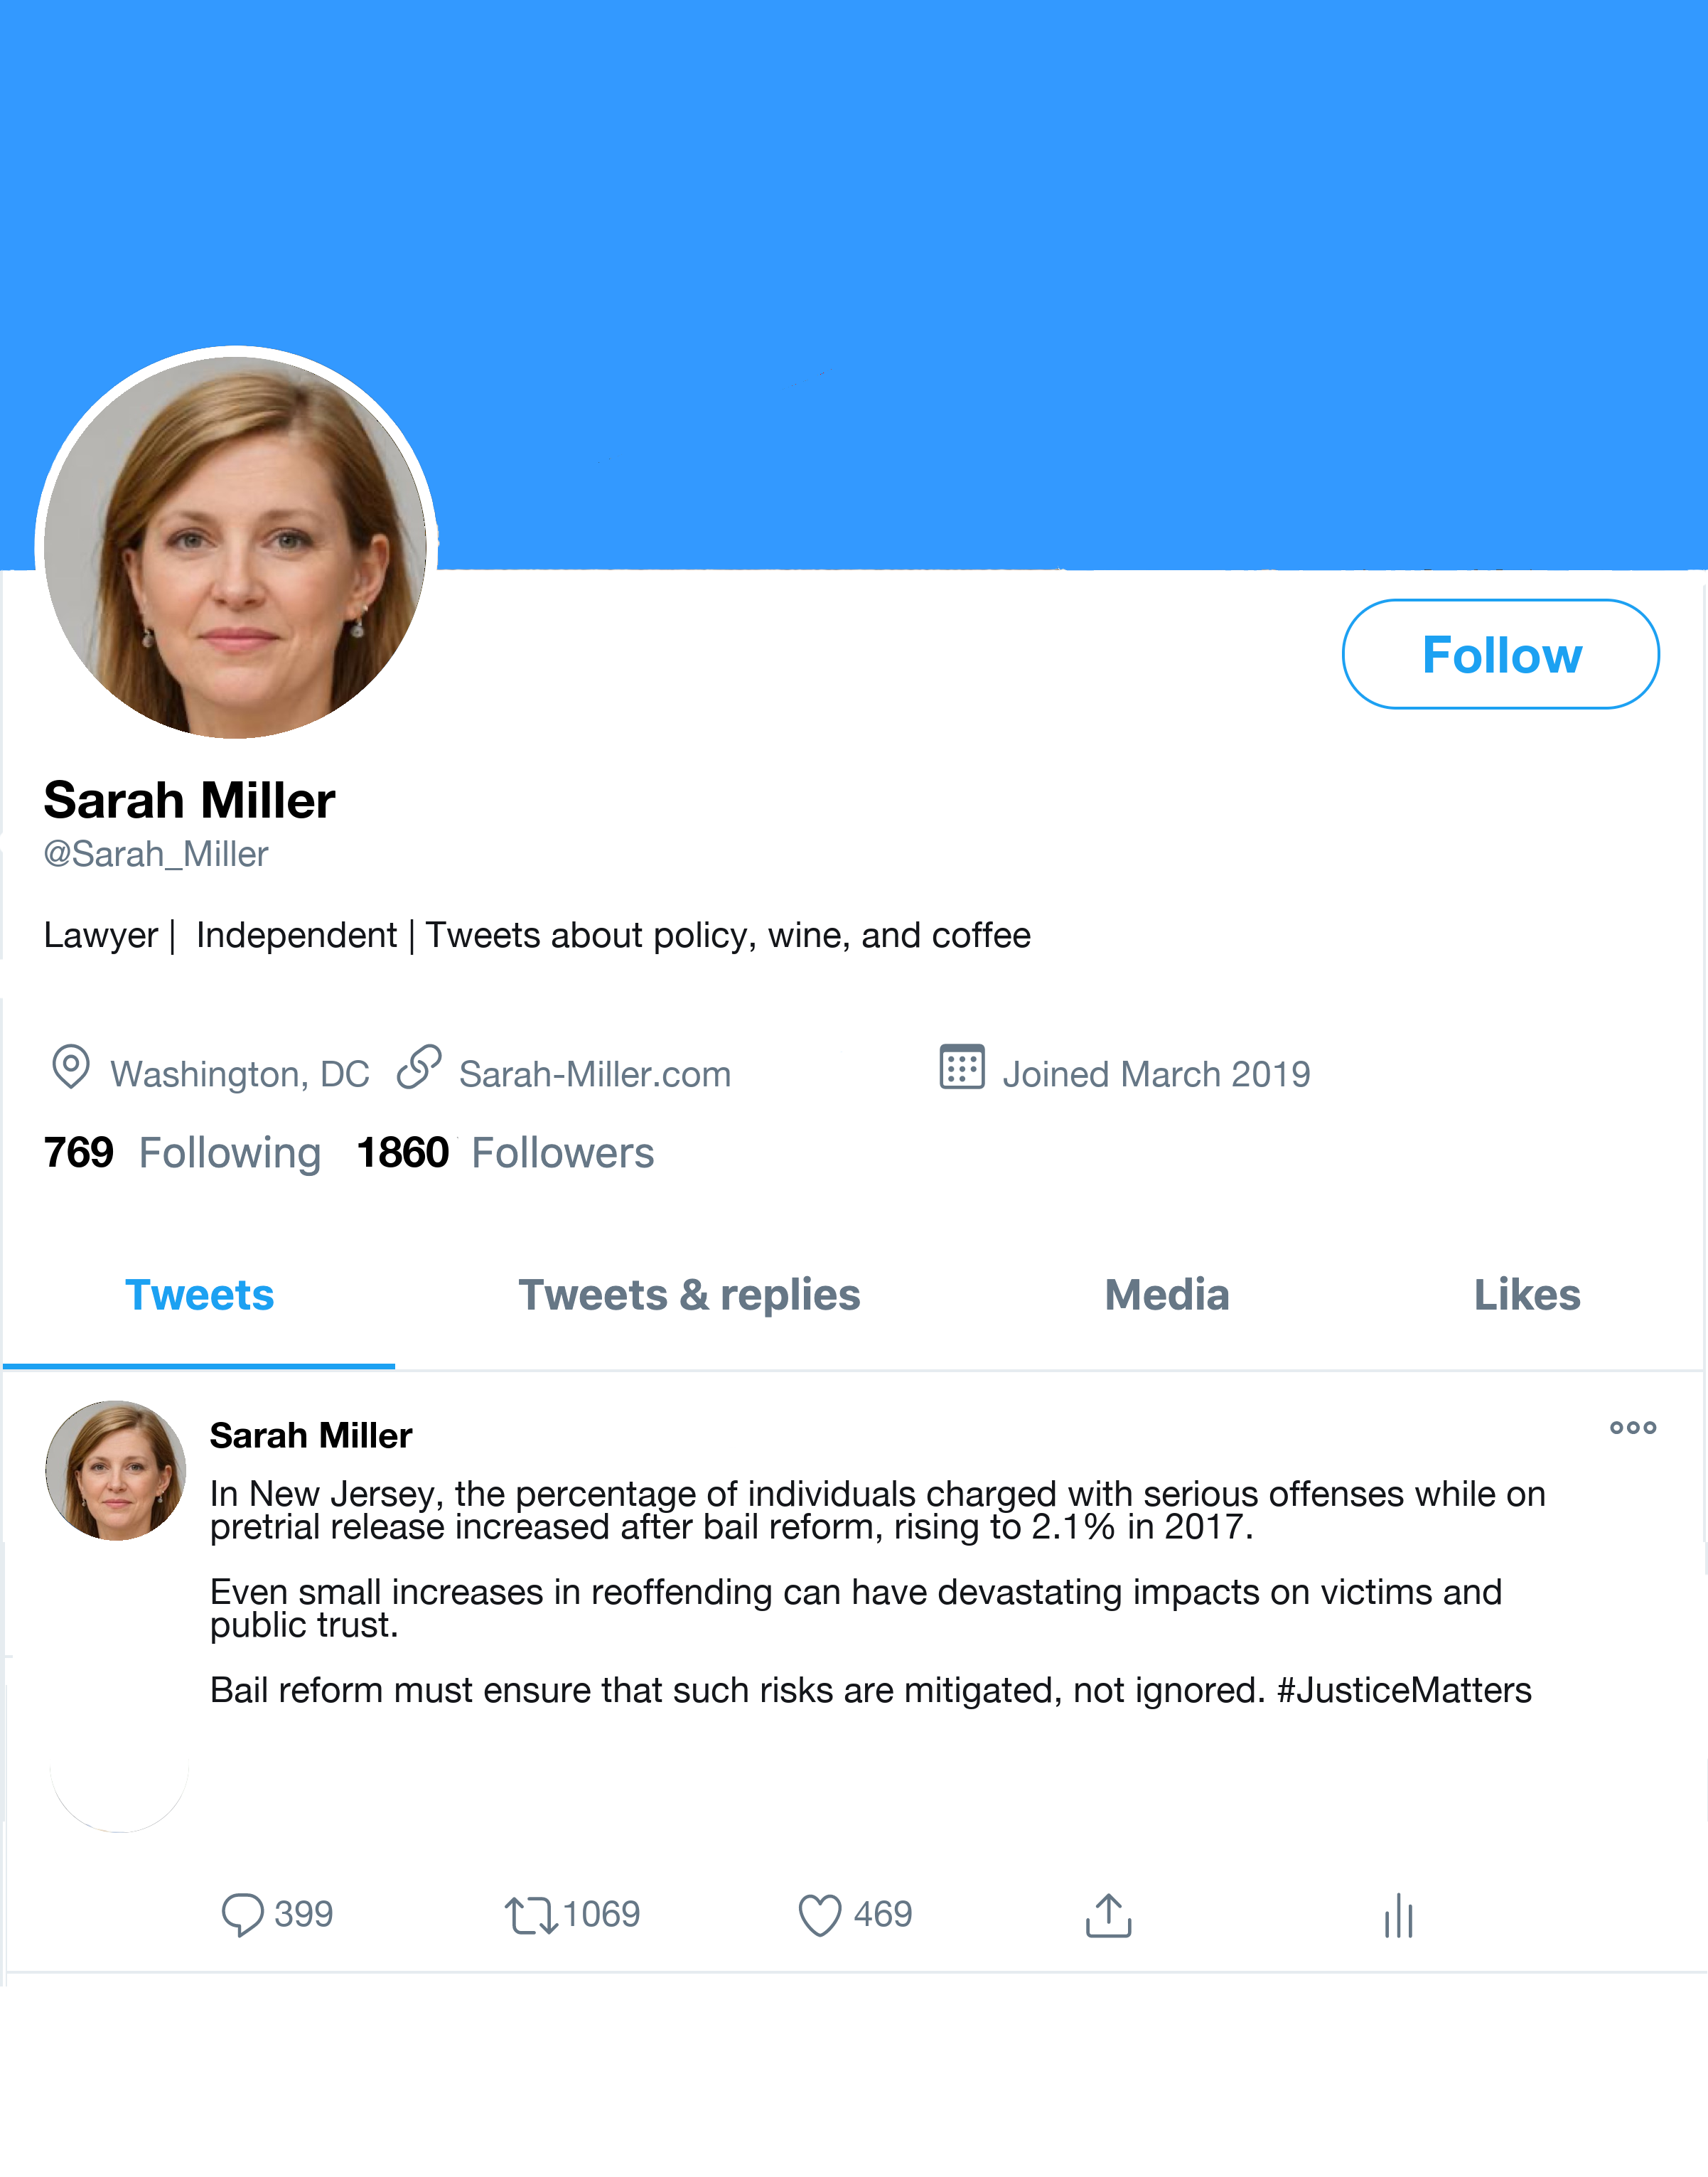 Follow
Sarah Miller
@Sarah_Miller
Lawyer | Independent | Tweets about policy, wine, and coffee
Washington, DC Sarah-Miller.com Joined March 2019
769 Following 1860 Followers
Tweets Tweets & replies Media Likes
Sarah Miller
In New Jersey, the percentage of individuals charged with serious offenses while on
pretrial release increased after bail reform, rising to 2.1% in 2017.
Even small increases in reoffending can have devastating impacts on victims and
public trust.
Bail reform must ensure that such risks are mitigated, not ignored. #JusticeMatters
399 1069 469